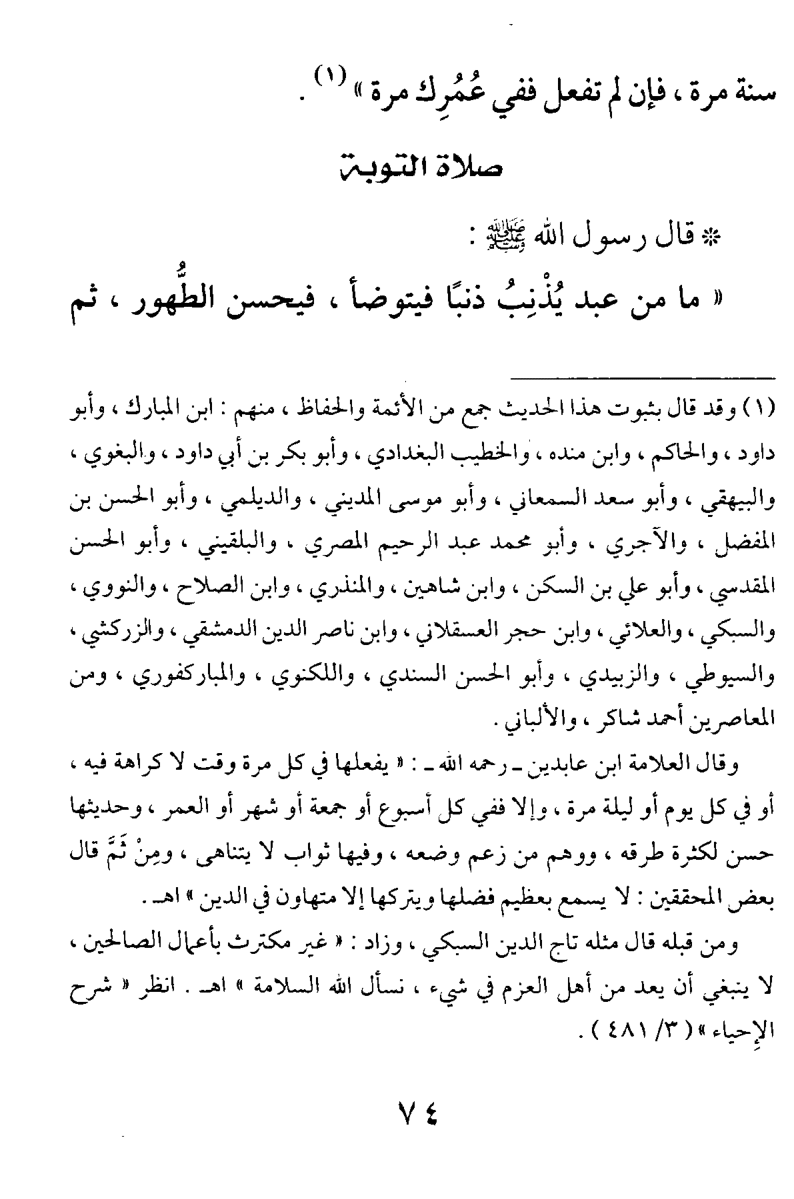 سنة مرة ، فإن لم تفعل ففي عُمُرِك مرة » (١) .
صلاة التوبة
* قال رسول الله ﷺ :
« ما من عبد يُذْنِبُ ذنبًا فيتوضأ ، فيحسن الطُّهور ، ثم
(١) وقد قال بثبوت هذا الحديث جمع من الأئمة والحفاظ ، منهم : ابن المبارك ، وأبو
داود ، والحاكم ، وابن منده ، والخطيب البغدادي ، وأبو بكر بن أبي داود ، والبغوي ،
والبيهقي ، وأبو سعد السمعاني ، وأبو موسى المديني ، والديلمي ، وأبو الحسن بن
المفضل ، والآجري ، وأبو محمد عبد الرحيم المصري ، والبلقيني ، وأبو الحسن
المقدسي ، وأبو علي بن السكن ، وابن شاهين ، والمنذري ، وابن الصلاح ، والنووي ،
والسبكي ، والعلائي ، وابن حجر العسقلاني ، وابن ناصر الدين الدمشقي ، والزركشي ،
والسيوطي ، والزبيدي ، وأبو الحسن السندي ، واللكنوي ، والمباركفوري ، ومن
المعاصرين أحمد شاكر ، والألباني .
وقال العلامة ابن عابدين ـ رحمه الله ـ : « يفعلها في كل مرة وقت لا كراهة فيه ،
أو في كل يوم أو ليلة مرة ، وإلا ففي كل أسبوع أو جمعة أو شهر أو العمر ، وحديثها
حسن لكثرة طرقه ، ووهم من زعم وضعه ، وفيها ثواب لا يتناهى ، ومِنْ ثَمَّ قال
بعض المحققين : لا يسمع بعظيم فضلها ويتركها إلا متهاون في الدين » اهـ .
ومن قبله قال مثله تاج الدين السبكي ، وزاد : « غير مكترث بأعمال الصالحين ،
لا ينبغي أن يعد من أهل العزم في شيء ، نسأل الله السلامة » اهـ . انظر « شرح
الإحياء » (٣/ ٤٨١) .
٧٤